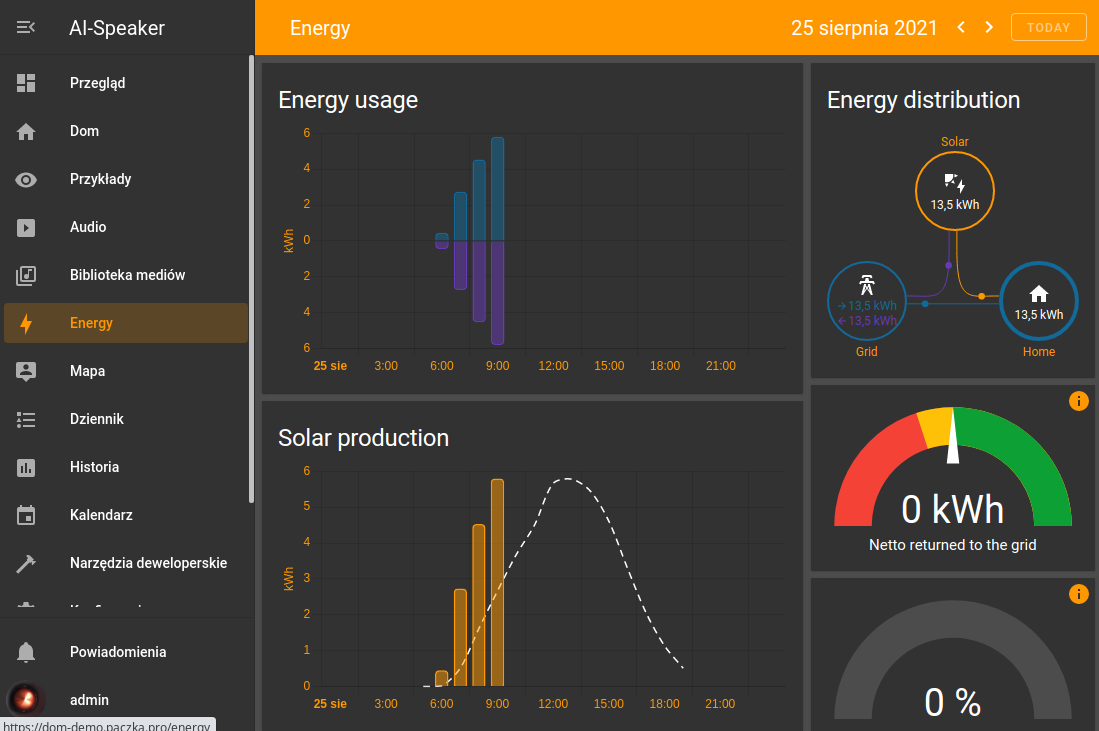 AI-Speaker
Przegląd
Dom
Przykłady
Audio
Biblioteka mediów
Energy
Mapa
Dziennik
Historia
Kalendarz
Narzędzia deweloperskie
Powiadomienia
admin
https://dom-demo.paczka.pro/energy
Energy
25 sierpnia 2021
TODAY
Energy usage
6
4
2
0
2
4
6
kWh
25 sie 3:00 6:00 9:00 12:00 15:00 18:00 21:00
Solar production
6
5
4
3
2
1
0
kWh
25 sie 3:00 6:00 9:00 12:00 15:00 18:00 21:00
Energy distribution
Solar
13,5 kWh
→ 13,5 kWh
← 13,5 kWh
Grid
13,5 kWh
Home
0 kWh
Netto returned to the grid
0 %